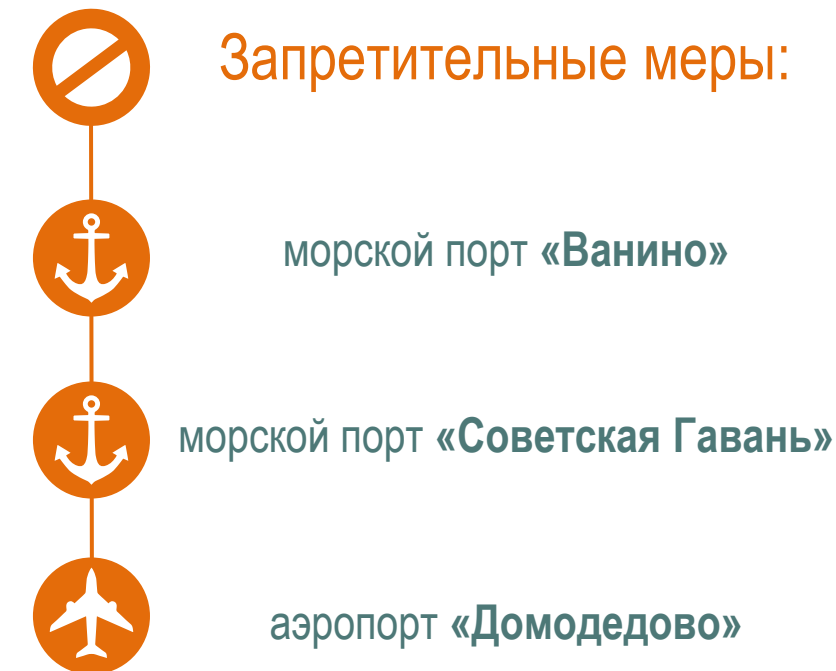 Запретительные меры:
морской порт «Ванино»
морской порт «Советская Гавань»
аэропорт «Домодедово»